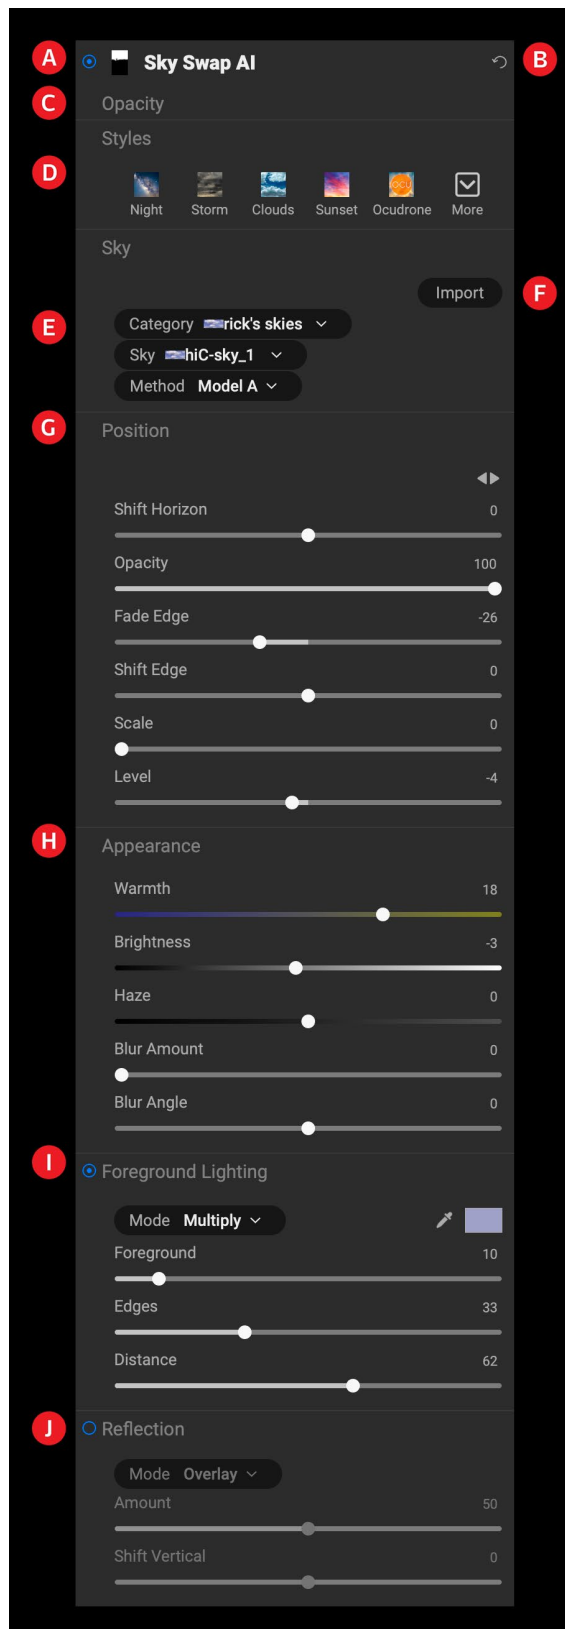 A Sky Swap AI B
C Opacity
Styles
D
Night Storm Clouds Sunset Ocudrone More
Sky
Import F
E Category rick's skies
Sky hiC-sky_1
Method Model A
G Position
Shift Horizon 0
Opacity 100
Fade Edge -26
Shift Edge 0
Scale 0
Level -4
H Appearance
Warmth 18
Brightness -3
Haze 0
Blur Amount 0
Blur Angle 0
I Foreground Lighting
Mode Multiply
Foreground 10
Edges 33
Distance 62
J Reflection
Mode Overlay
Amount 50
Shift Vertical 0